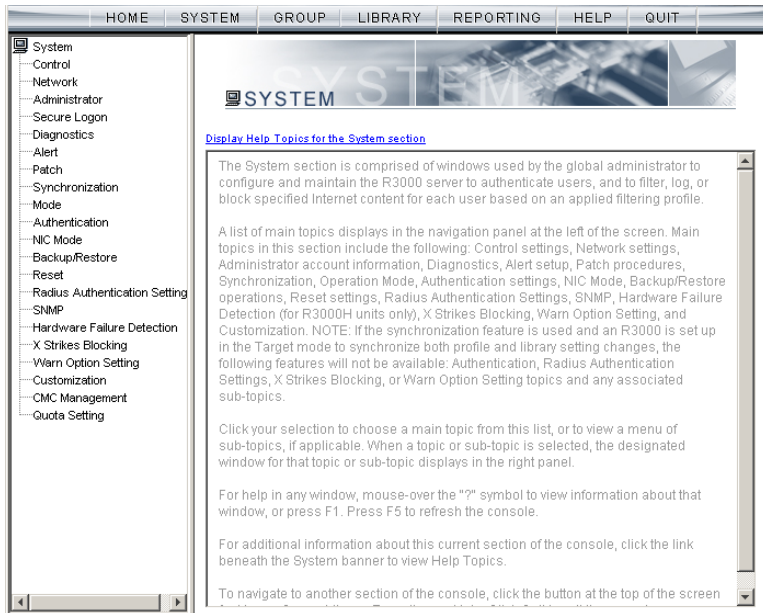 HOME SYSTEM GROUP LIBRARY REPORTING HELP QUIT
System
Control
Network
Administrator
Secure Logon
Diagnostics
Alert
Patch
Synchronization
Mode
Authentication
NIC Mode
Backup/Restore
Reset
Radius Authentication Setting
SNMP
Hardware Failure Detection
X Strikes Blocking
Warn Option Setting
Customization
CMC Management
Quota Setting
SYSTEM
SYSTEM
Display Help Topics for the System section
The System section is comprised of windows used by the global administrator to
configure and maintain the R3000 server to authenticate users, and to filter, log, or
block specified Internet content for each user based on an applied filtering profile.
A list of main topics displays in the navigation panel at the left of the screen. Main
topics in this section include the following: Control settings, Network settings,
Administrator account information, Diagnostics, Alert setup, Patch procedures,
Synchronization, Operation Mode, Authentication settings, NIC Mode, Backup/Restore
operations, Reset settings, Radius Authentication Settings, SNMP, Hardware Failure
Detection (for R3000H units only), X Strikes Blocking, Warn Option Setting, and
Customization. NOTE: If the synchronization feature is used and an R3000 is set up
in the Target mode to synchronize both profile and library setting changes, the
following features will not be available: Authentication, Radius Authentication
Settings, X Strikes Blocking, or Warn Option Setting topics and any associated
sub-topics.
Click your selection to choose a main topic from this list, or to view a menu of
sub-topics, if applicable. When a topic or sub-topic is selected, the designated
window for that topic or sub-topic displays in the right panel.
For help in any window, mouse-over the "?" symbol to view information about that
window, or press F1. Press F5 to refresh the console.
For additional information about this current section of the console, click the link
beneath the System banner to view Help Topics.
To navigate to another section of the console, click the button at the top of the screen